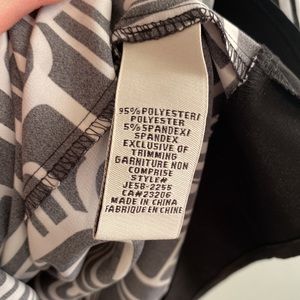 95%POLYESTER/
POLYESTER
5%SPANDEX/
SPANDEX
EXCLUSIVE OF
TRIMMING
GARNITURE NON
COMPRISE
STYLE#
JE58-2255
CA#23206
MADE IN CHINA
FABRIQUE EN CHINE